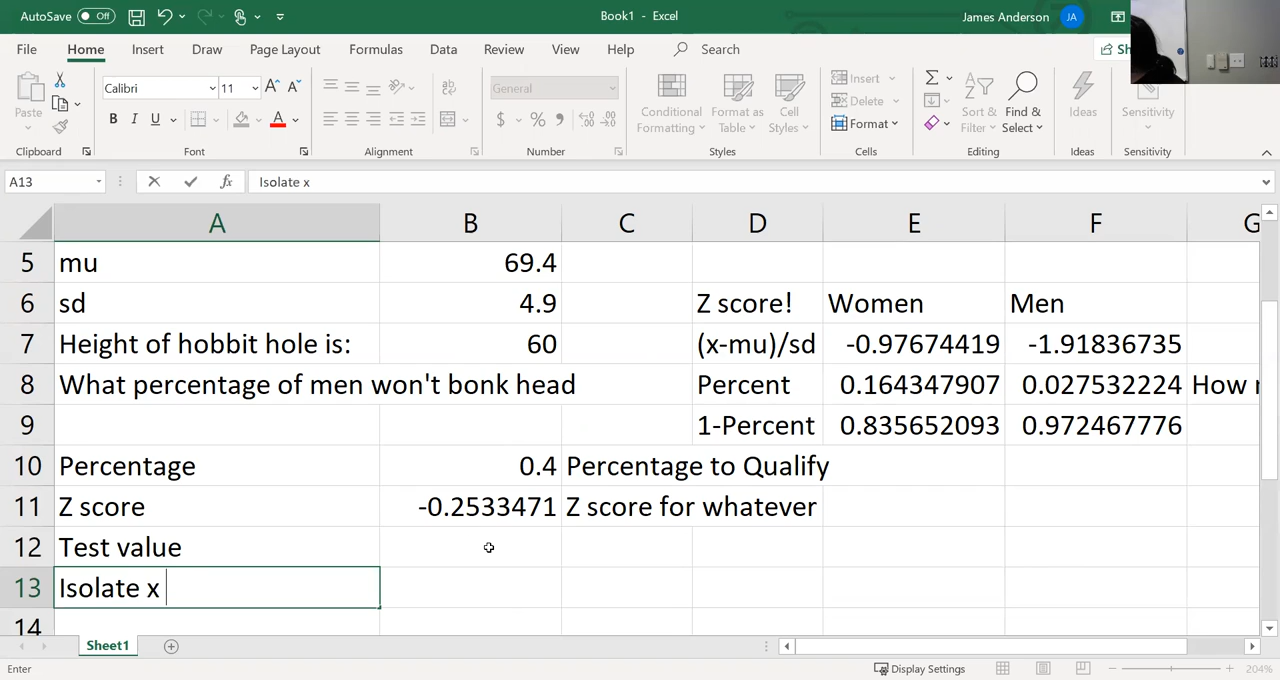 AutoSave Off Book1 - Excel James Anderson JA
File Home Insert Draw Page Layout Formulas Data Review View Help Search Sh
Paste Calibri 11 General Conditional Formatting Format as Table Cell Styles Insert Delete Format Sort & Filter Find & Select Ideas Sensitivity
Clipboard Font Alignment Number Styles Cells Editing Ideas Sensitivity
A13 fx Isolate x
A B C D E F G
5 mu 69.4
6 sd 4.9 Z score! Women Men
7 Height of hobbit hole is: 60 (x-mu)/sd -0.97674419 -1.91836735
8 What percentage of men won't bonk head Percent 0.164347907 0.027532224 How
9 1-Percent 0.835652093 0.972467776
10 Percentage 0.4 Percentage to Qualify
11 Z score -0.2533471 Z score for whatever
12 Test value
13 Isolate x
14
Sheet1
Enter Display Settings 204%